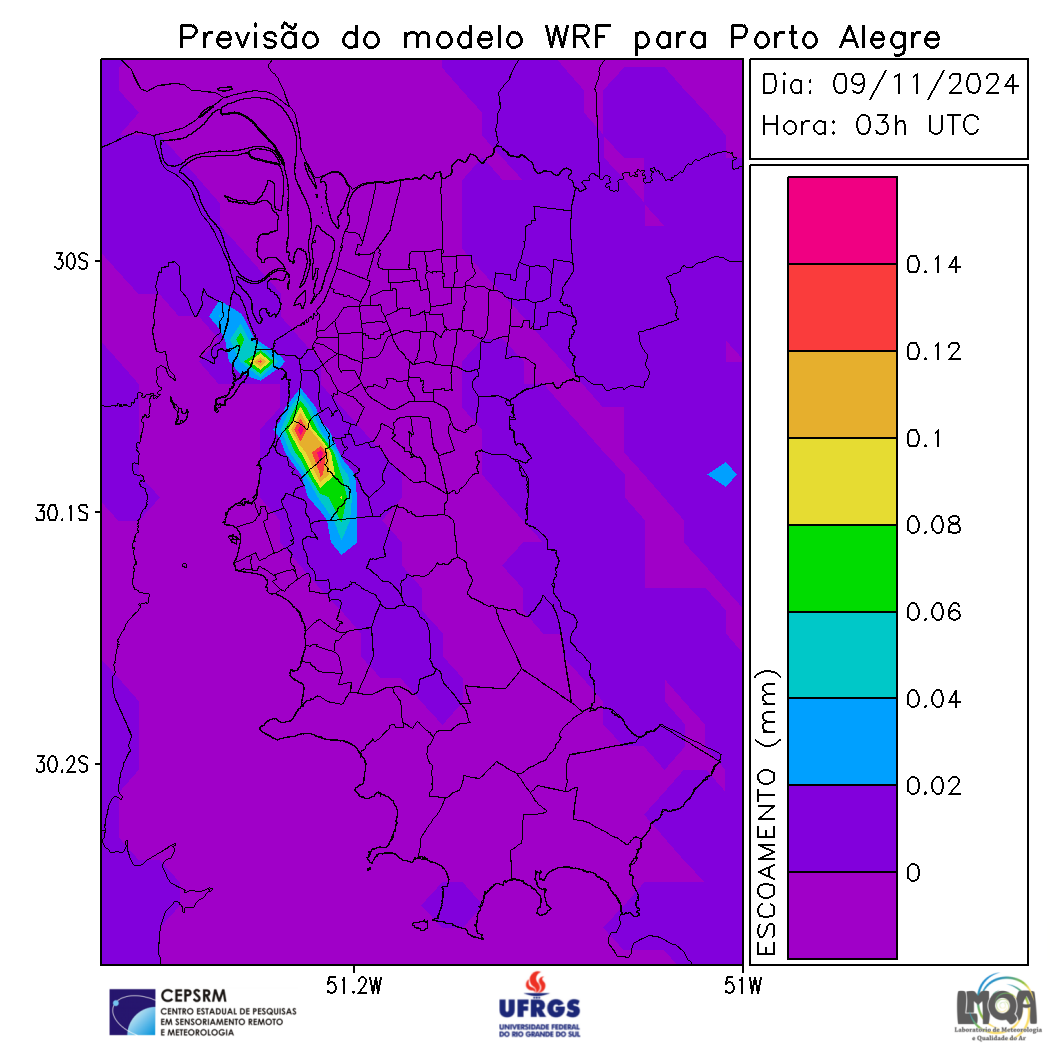 Previsão do modelo WRF para Porto Alegre
Dia: 09/11/2024
Hora: 03h UTC
30S
30.1S
30.2S
51.2W
51W
0.14
0.12
0.1
0.08
0.06
0.04
0.02
0
ESCOAMENTO (mm)
CEPSRM
CENTRO ESTADUAL DE PESQUISAS
EM SENSORIAMENTO REMOTO
E METEOROLOGIA
UFRGS
UNIVERSIDADE FEDERAL
DO RIO GRANDE DO SUL
LMQA
Laboratório de Meteorologia
e Qualidade do Ar